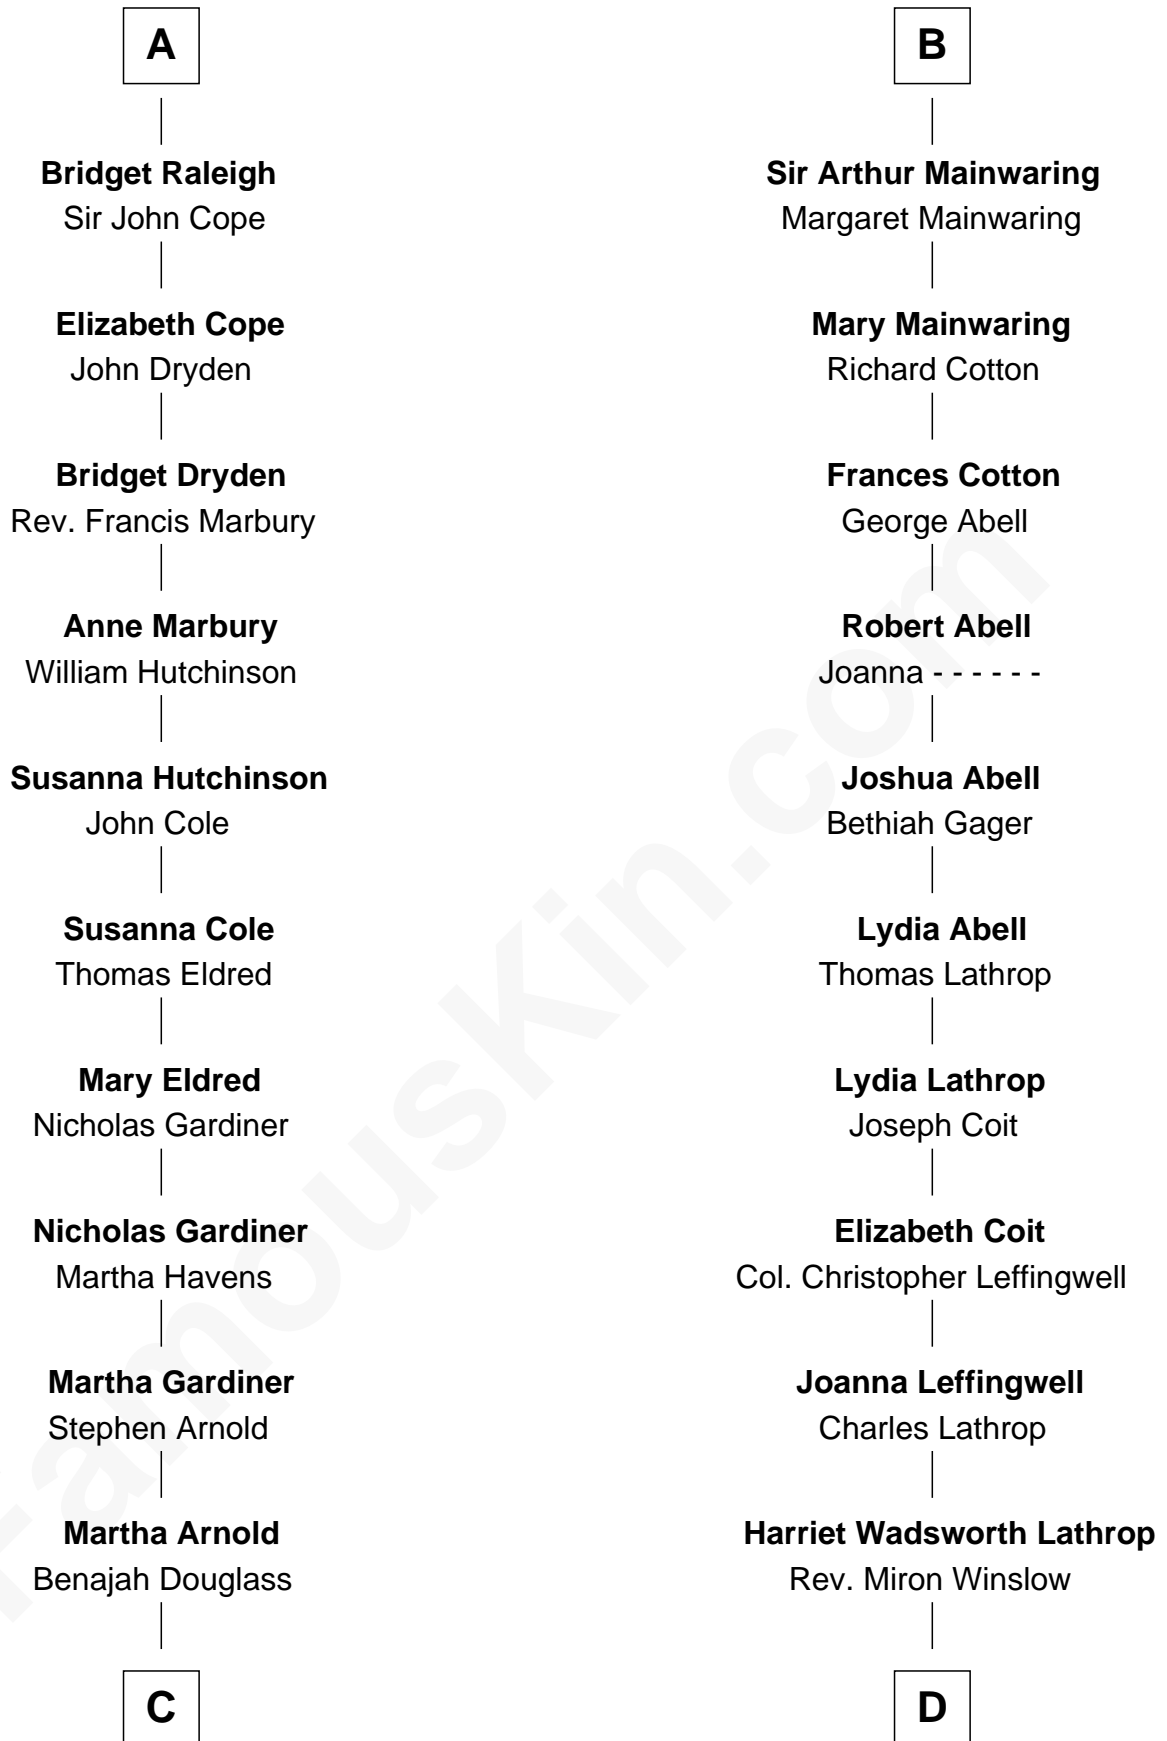 A
Bridget Raleigh
Sir John Cope
Elizabeth Cope
John Dryden
Bridget Dryden
Rev. Francis Marbury
Anne Marbury
William Hutchinson
Susanna Hutchinson
John Cole
Susanna Cole
Thomas Eldred
Mary Eldred
Nicholas Gardiner
Nicholas Gardiner
Martha Havens
Martha Gardiner
Stephen Arnold
Martha Arnold
Benajah Douglass
C
B
Sir Arthur Mainwaring
Margaret Mainwaring
Mary Mainwaring
Richard Cotton
Frances Cotton
George Abell
Robert Abell
Joanna - - - - - -
Joshua Abell
Bethiah Gager
Lydia Abell
Thomas Lathrop
Lydia Lathrop
Joseph Coit
Elizabeth Coit
Col. Christopher Leffingwell
Joanna Leffingwell
Charles Lathrop
Harriet Wadsworth Lathrop
Rev. Miron Winslow
D
FamousKin.com